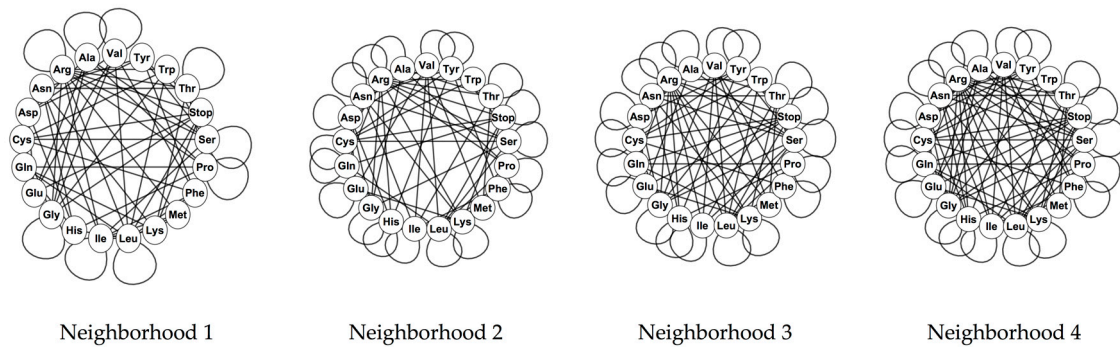 Val
Ala
Tyr
Arg
Trp
Asn
Thr
Asp
Stop
Cys
Ser
Gln
Pro
Glu
Phe
Gly
Met
His
Lys
Ile
Leu
Neighborhood 1
Val
Ala
Tyr
Arg
Trp
Asn
Thr
Asp
Stop
Cys
Ser
Gln
Pro
Glu
Phe
Gly
Met
His
Lys
Ile
Leu
Neighborhood 2
Val
Ala
Tyr
Arg
Trp
Asn
Thr
Asp
Stop
Cys
Ser
Gln
Pro
Glu
Phe
Gly
Met
His
Lys
Ile
Leu
Neighborhood 3
Val
Ala
Tyr
Arg
Trp
Asn
Thr
Asp
Stop
Cys
Ser
Gln
Pro
Glu
Phe
Gly
Met
His
Lys
Ile
Leu
Neighborhood 4